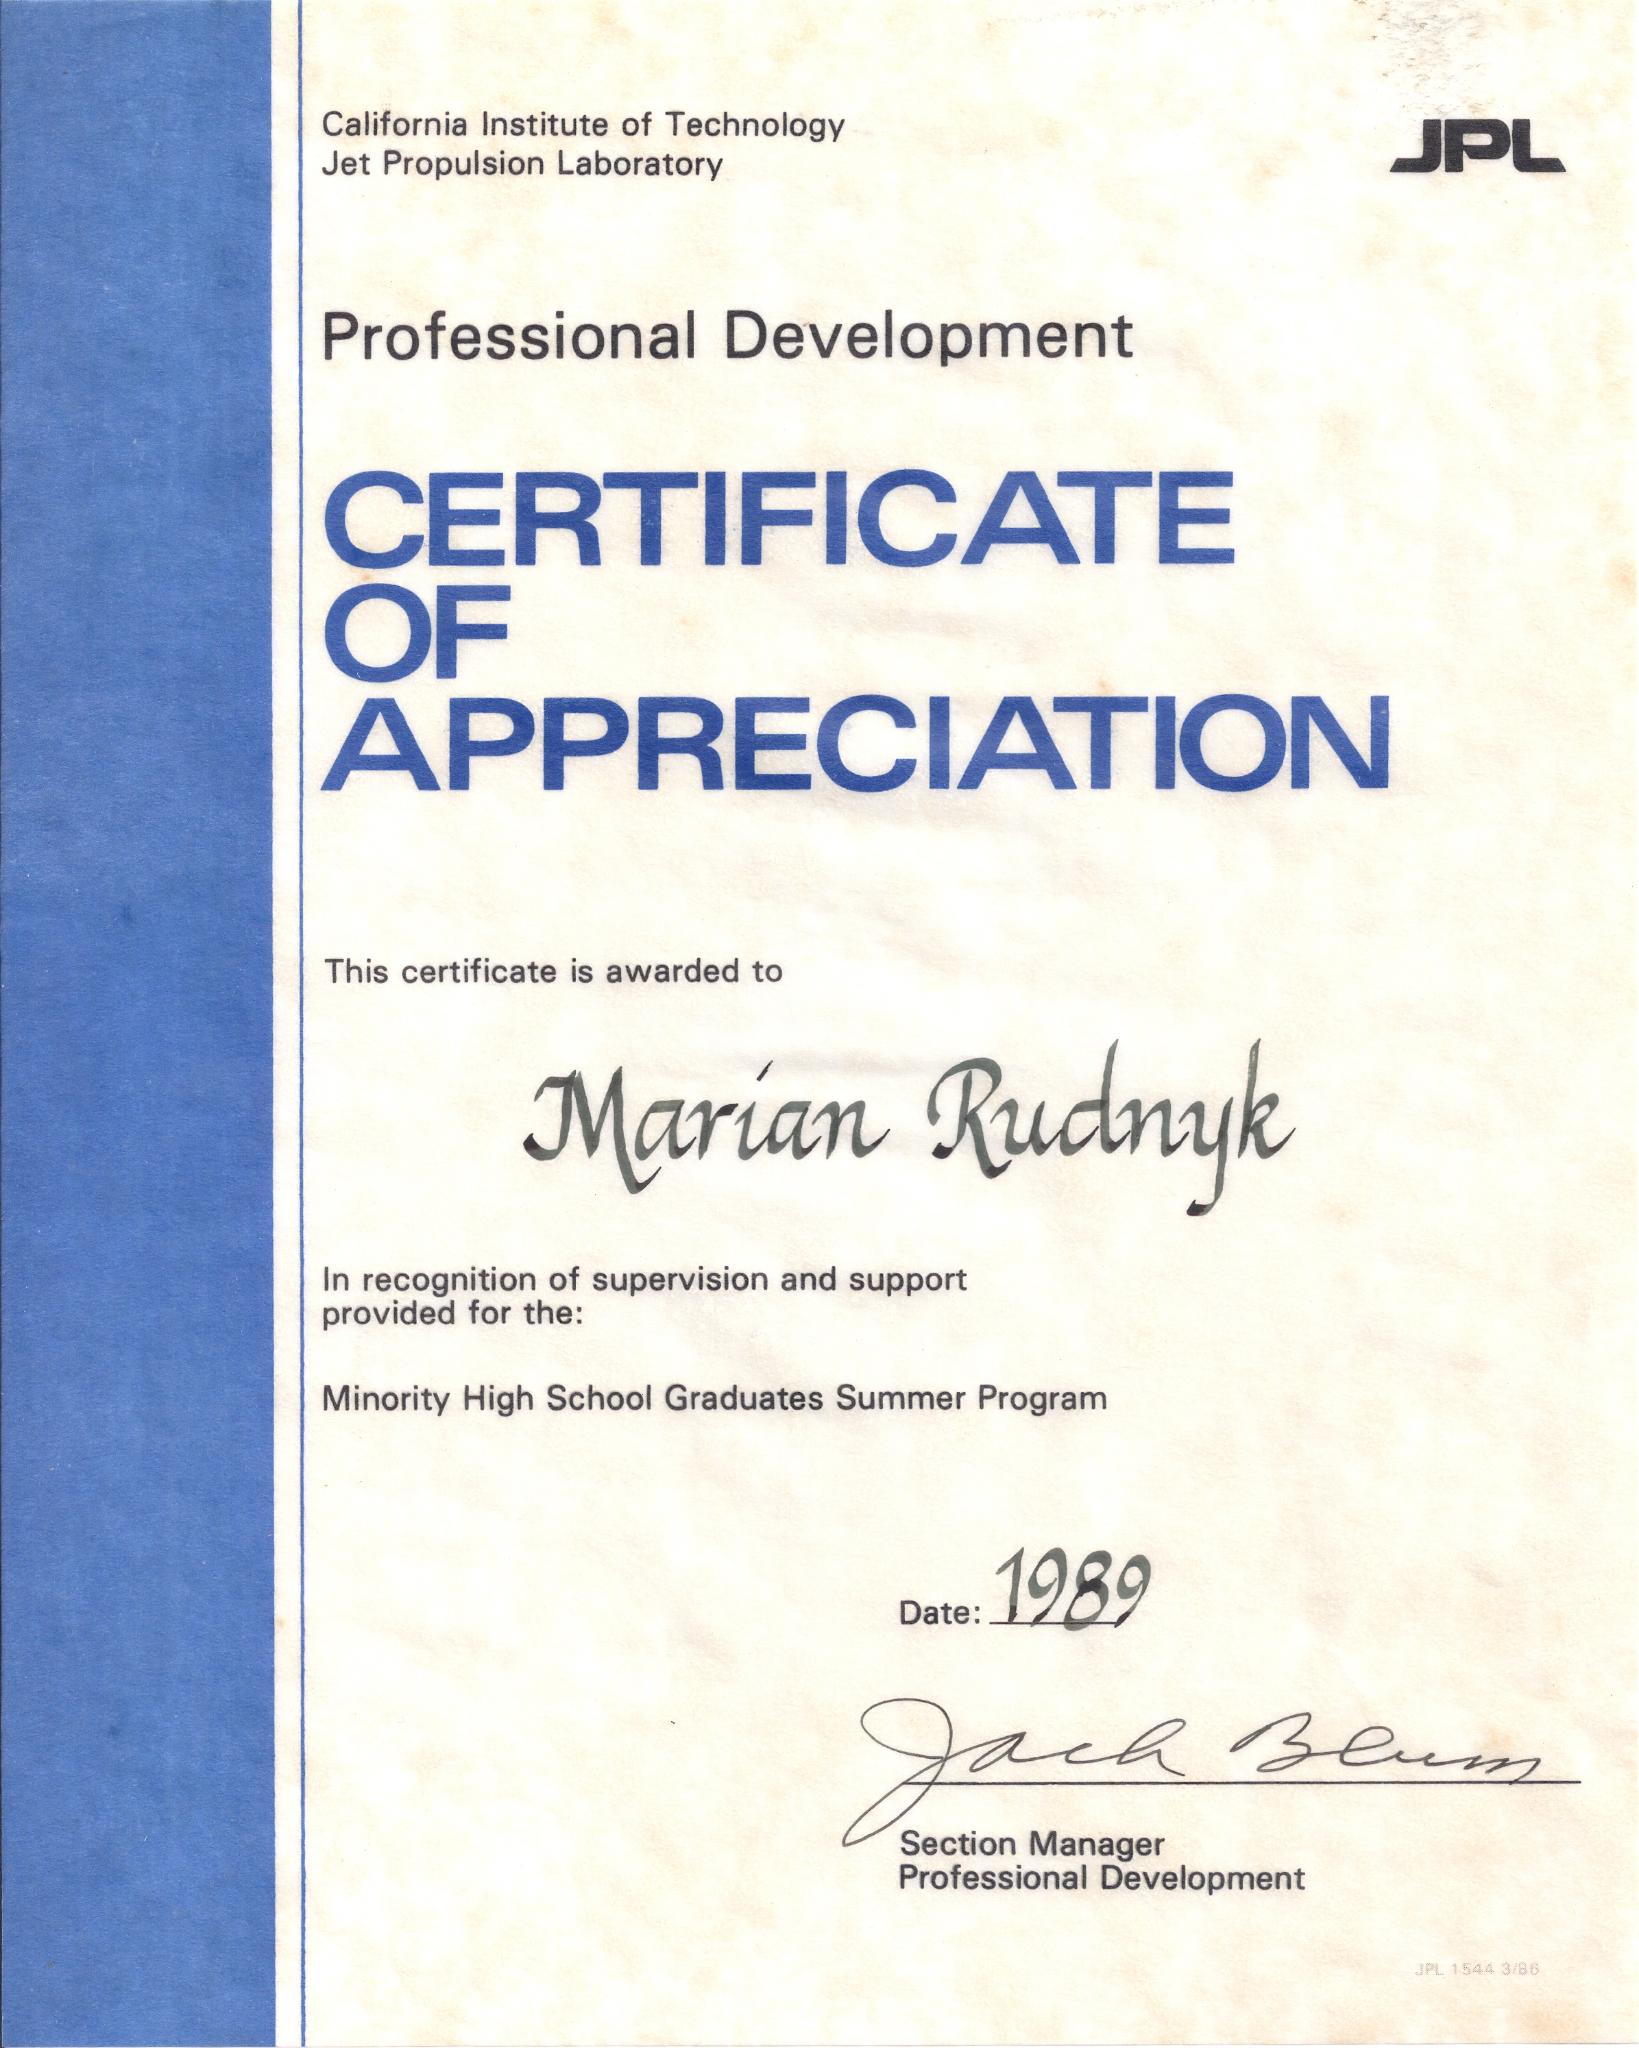 California Institute of Technology
Jet Propulsion Laboratory
JPL
Professional Development
CERTIFICATE
OF
APPRECIATION
This certificate is awarded to
Marian Rudnyk
In recognition of supervision and support
provided for the:
Minority High School Graduates Summer Program
Date: 1989
Jack Blum
Section Manager
Professional Development
JPL 1544 3/86